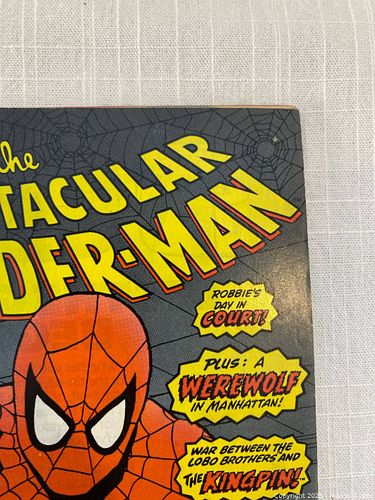 the
TACULAR
DER-MAN
ROBBIE'S
DAY IN
COURT!
PLUS: A
WEREWOLF
IN MANHATTAN!
WAR BETWEEN THE
LOBO BROTHERS AND
THE KINGPIN!